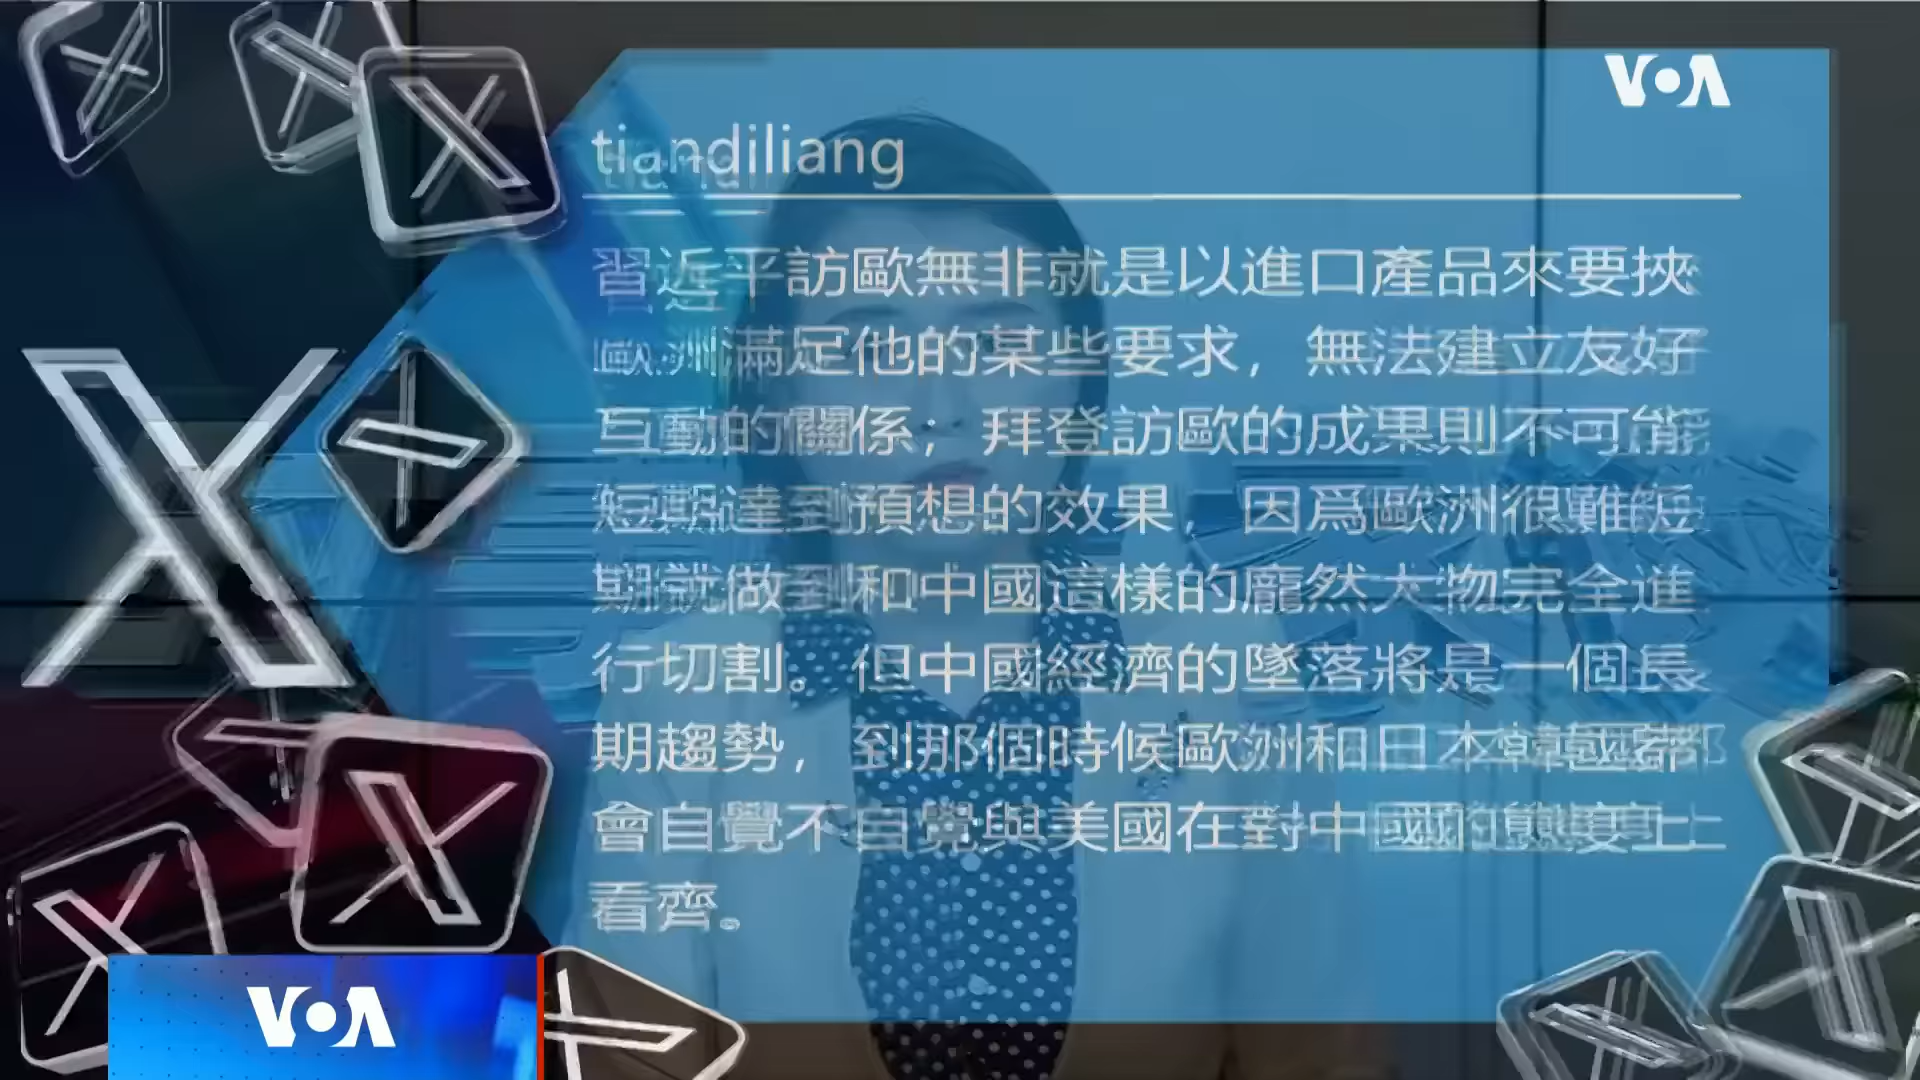 VOA
tiandiliang
習近平訪歐無非就是以進口產品來要挾
歐洲滿足他的某些要求，無法建立友好
互動的關係；拜登訪歐的成果則不可能
短期達到預想的效果，因爲歐洲很難短
期就做到和中國這樣的龐然大物完全進
行切割。但中國經濟的墜落將是一個長
期趨勢，到那個時候歐洲和日本韓國都
會自覺不自覺與美國在對中國的態度上
看齊。
VOA